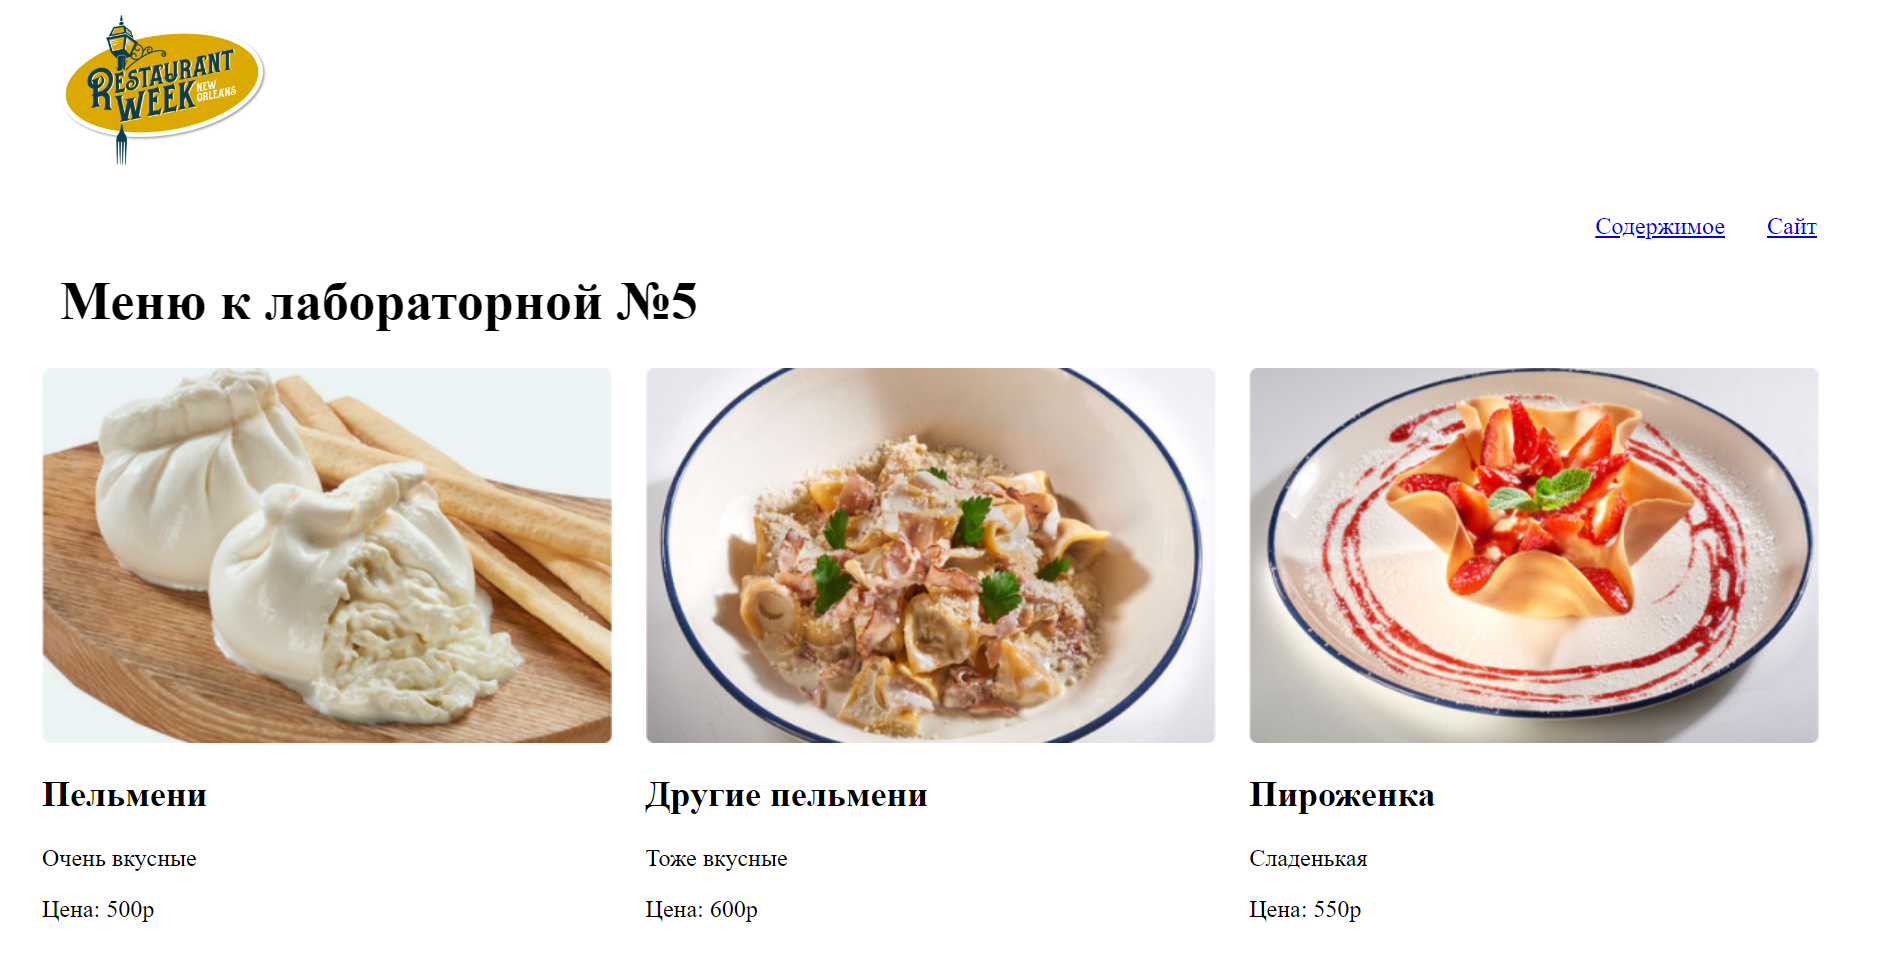 RESTAURANT
WEEK NEW
ORLEANS
Содержимое Сайт
Меню к лабораторной №5
Пельмени
Очень вкусные
Цена: 500р
Другие пельмени
Тоже вкусные
Цена: 600р
Пироженка
Сладенькая
Цена: 550р